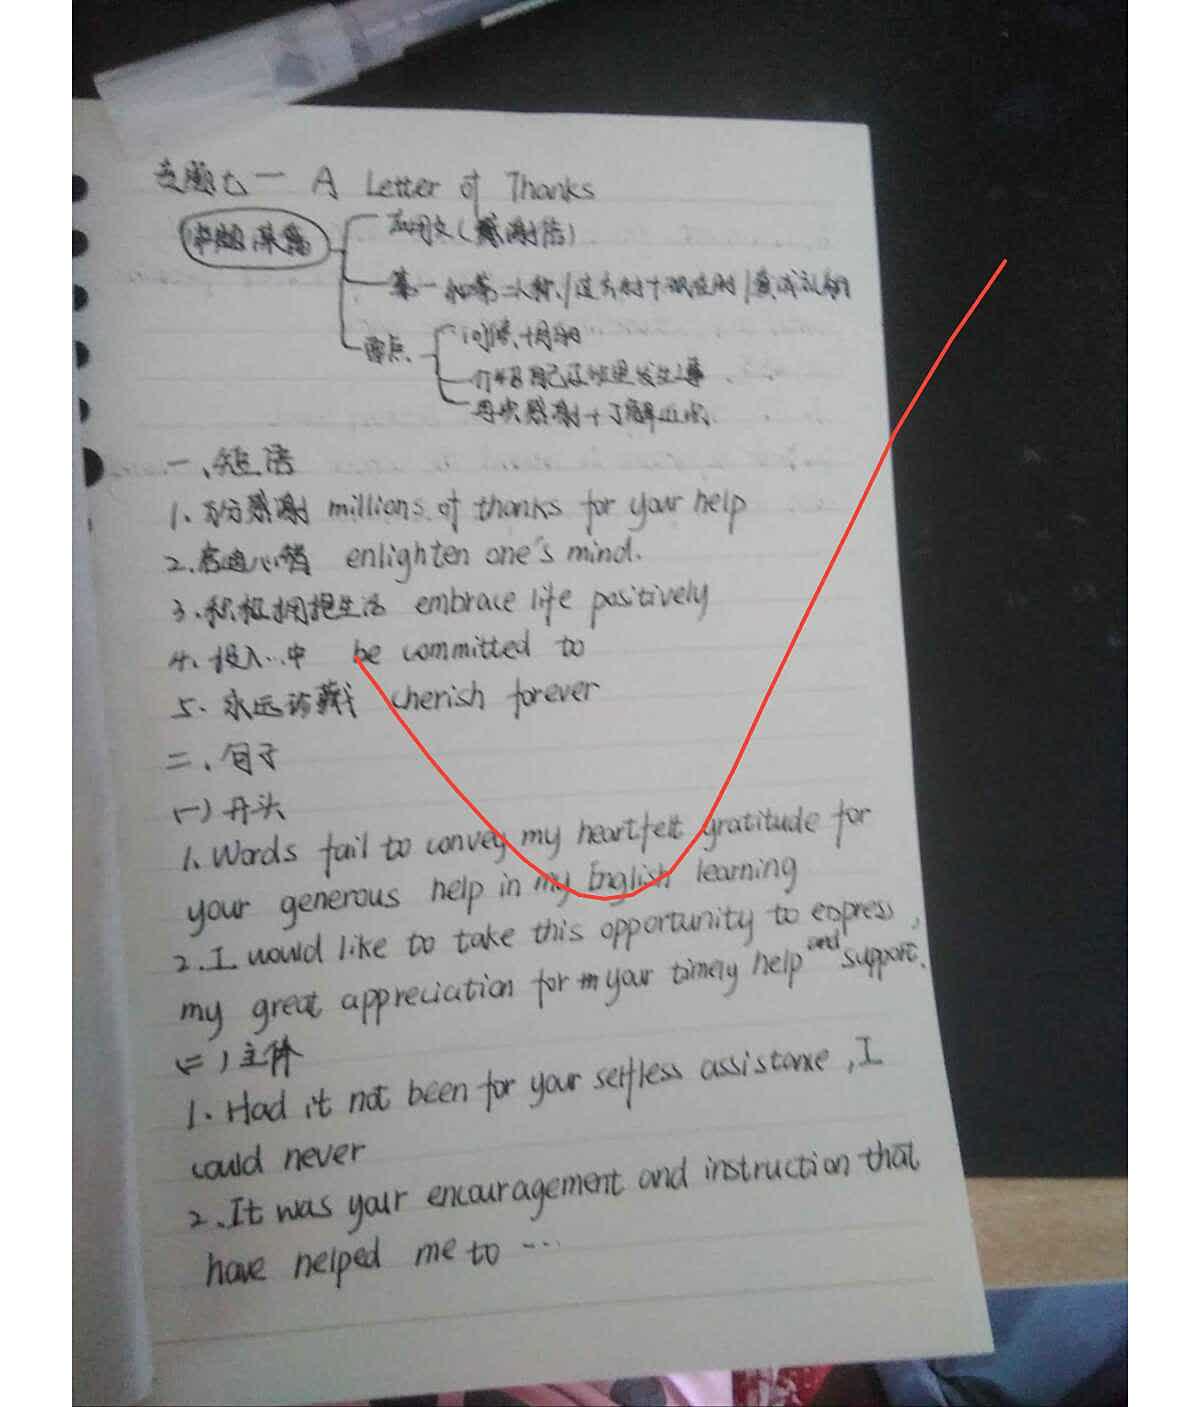 专题七一 A Letter of Thanks
审题谋篇
应用文(感谢信)
第一和第二人称/过去时+现在时/真诚礼貌
要点
问候+目的
介绍自己在班里发生
再次感谢+了解
一、短语
1、万分感谢 millions of thanks for your help
2.启迪心智 enlighten one's mind.
3.积极拥抱生活 embrace life positively
4、投入…中 be committed to
5. 永远珍藏 cherish forever
二、句子
(一)开头
1. Words fail to convey my heartfelt gratitude for
your generous help in my English learning
2. I would like to take this opportunity to express
my great appreciation for your timely help and support.
(二)主体
1. Had it not been for your selfless assistance, I
could never
2. It was your encouragement and instruction that
have helped me to …